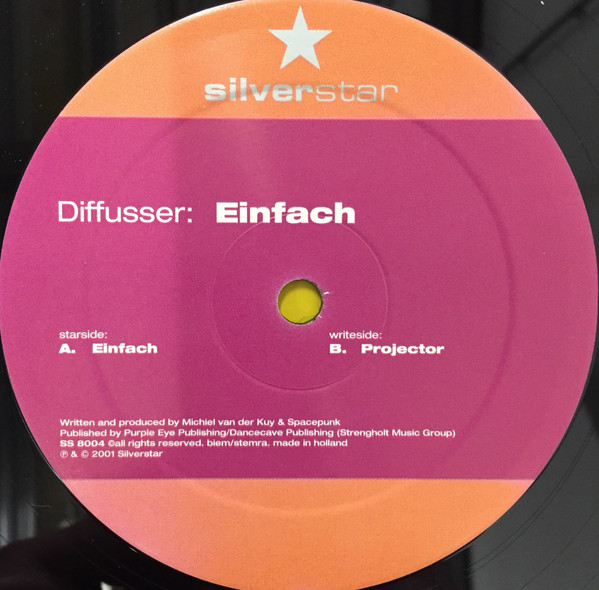 silverstar
Diffusser: Einfach
starside:
A. Einfach
writeside:
B. Projector
Written and produced by Michiel van der Kuy & Spacepunk
Published by Purple Eye Publishing/Dancecave Publishing (Strengholt Music Group)
SS 8004 ©all rights reserved. biem/stemra. made in holland
℗ & © 2001 Silverstar